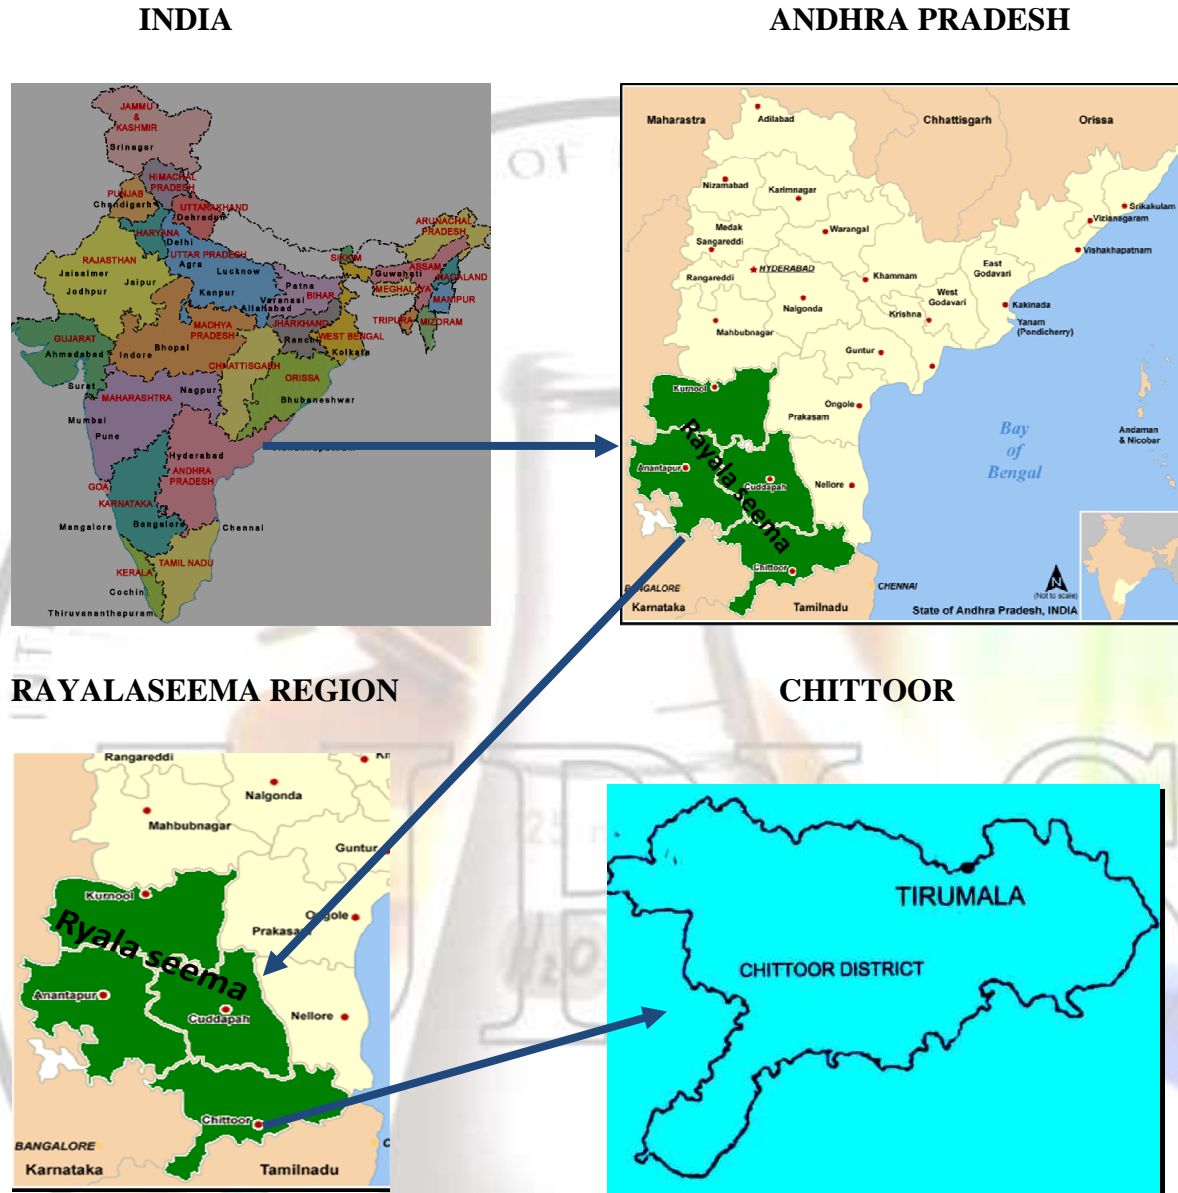 INDIA
ANDHRA PRADESH
JAMMU
&
KASHMIR
Srinagar
HIMACHAL
PRADESH
PUNJAB
Chandigarh
UTTARAKHAND
Dehradun
HARYANA
Delhi
UTTAR PRADESH
Agra
Lucknow
RAJASTHAN
Jaisalmer
Jaipur
Jodhpur
Kanpur
Allahabad
Varanasi
Patna
BIHAR
SIKKIM
ARUNACHAL
PRADESH
ASSAM
Guwahati
NAGALAND
MEGHALAYA
MANIPUR
TRIPURA
MIZORAM
GUJARAT
Ahmadabad
MADHYA
PRADESH
Bhopal
Indore
JHARKHAND
Ranchi
WEST BENGAL
Kolkata
CHHATTISGARH
Surat
Nagpur
ORISSA
Bhubaneshwar
MAHARASHTRA
Mumbai
Pune
Hyderabad
ANDHRA
PRADESH
GOA
KARNATAKA
Mangalore
Bangalore
Chennai
TAMIL NADU
KERALA
Cochin
Thiruvananthapuram
Maharastra
Adilabad
Chhattisgarh
Orissa
Nizamabad
Karimnagar
Srikakulam
Vizianagaram
Medak
Sangareddi
Warangal
Vishakhapatnam
Rangareddi
HYDERABAD
Khammam
East
Godavari
West
Godavari
Nalgonda
Krishna
Kakinada
Yanam
(Pondicherry)
Mahbubnagar
Guntur
Kurnool
Ongole
Prakasam
Rayala seema
Bay
of
Bengal
Andaman
& Nicobar
Anantapur
Cuddapah
Nellore
Chittoor
BANGALORE
CHENNAI
Karnataka
Tamilnadu
N
(Not to scale)
State of Andhra Pradesh, INDIA
RAYALASEEMA REGION
CHITTOOR
Rangareddi
Nalgonda
Mahbubnagar
Guntur
Kurnool
Ongole
Prakasam
Ryala seema
Anantapur
Cuddapah
Nellore
Chittoor
BANGALORE
Karnataka
Tamilnadu
TIRUMALA
CHITTOOR DISTRICT